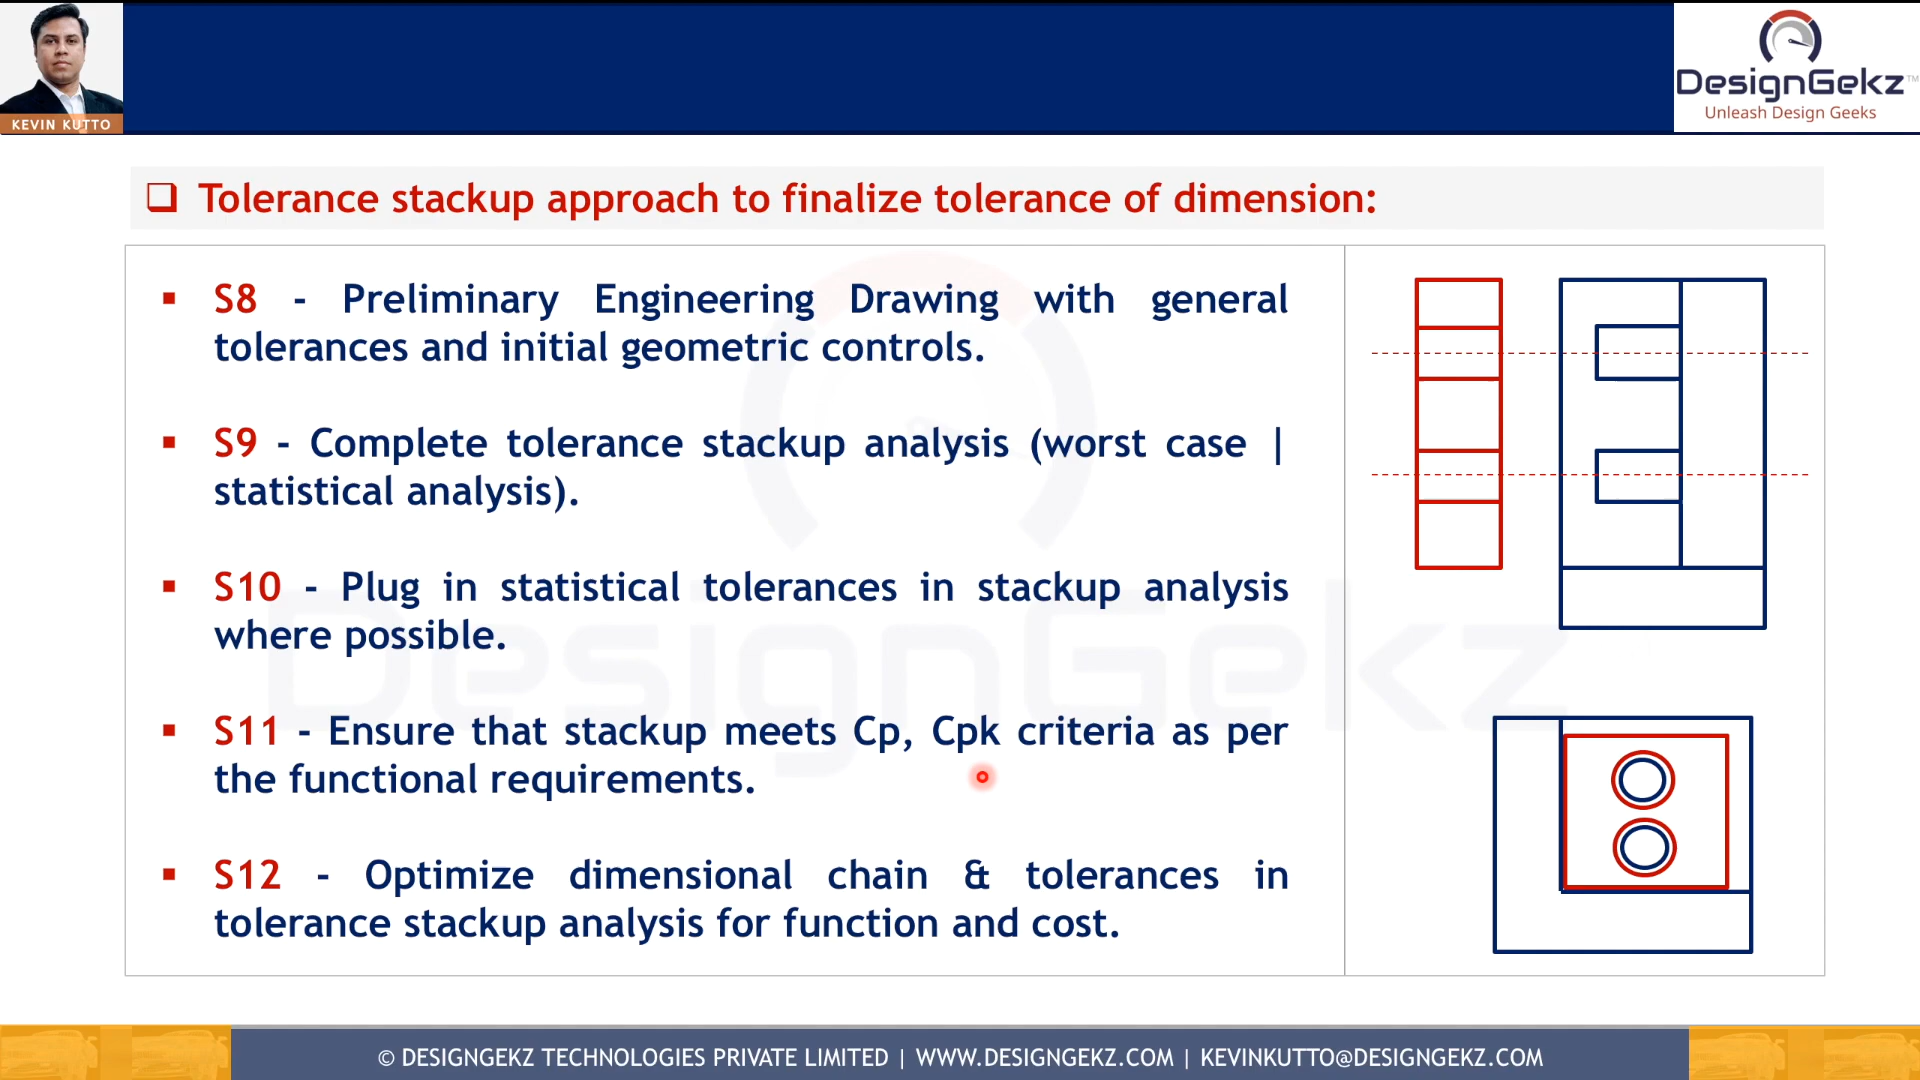 KEVIN KUTTO
DesignGekz™
Unleash Design Geeks
❑ Tolerance stackup approach to finalize tolerance of dimension:
▪ S8 - Preliminary Engineering Drawing with general
tolerances and initial geometric controls.
▪ S9 - Complete tolerance stackup analysis (worst case |
statistical analysis).
▪ S10 - Plug in statistical tolerances in stackup analysis
where possible.
▪ S11 - Ensure that stackup meets Cp, Cpk criteria as per
the functional requirements.
▪ S12 - Optimize dimensional chain & tolerances in
tolerance stackup analysis for function and cost.
DesignGekz
© DESIGNGEKZ TECHNOLOGIES PRIVATE LIMITED | WWW.DESIGNGEKZ.COM | KEVINKUTTO@DESIGNGEKZ.COM